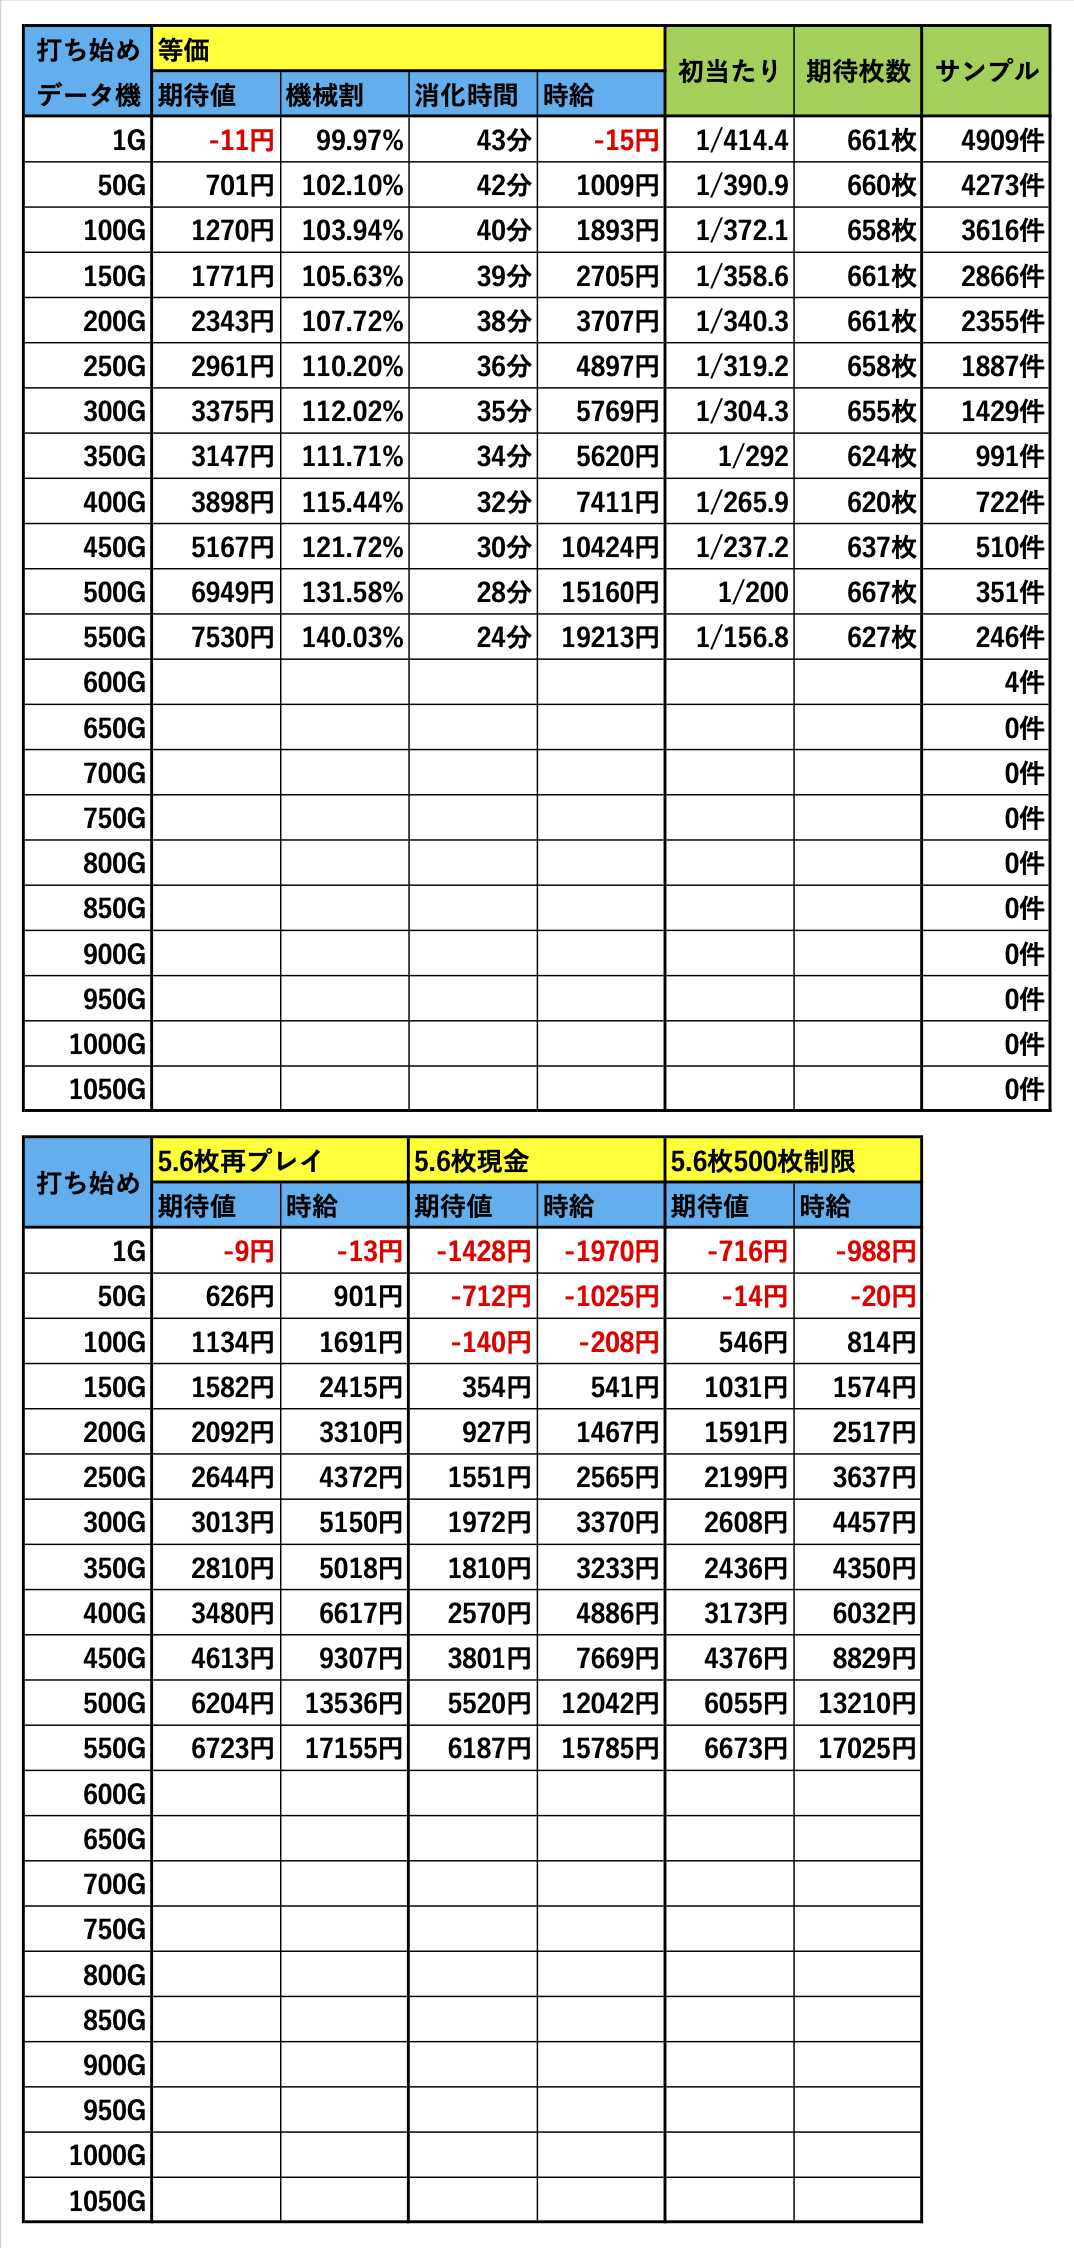 打ち始め 等価 初当たり 期待枚数 サンプル
データ機 期待値 機械割 消化時間 時給
1G -11円 99.97% 43分 -15円 1/414.4 661枚 4909件
50G 701円 102.10% 42分 1009円 1/390.9 660枚 4273件
100G 1270円 103.94% 40分 1893円 1/372.1 658枚 3616件
150G 1771円 105.63% 39分 2705円 1/358.6 661枚 2866件
200G 2343円 107.72% 38分 3707円 1/340.3 661枚 2355件
250G 2961円 110.20% 36分 4897円 1/319.2 658枚 1887件
300G 3375円 112.02% 35分 5769円 1/304.3 655枚 1429件
350G 3147円 111.71% 34分 5620円 1/292 624枚 991件
400G 3898円 115.44% 32分 7411円 1/265.9 620枚 722件
450G 5167円 121.72% 30分 10424円 1/237.2 637枚 510件
500G 6949円 131.58% 28分 15160円 1/200 667枚 351件
550G 7530円 140.03% 24分 19213円 1/156.8 627枚 246件
600G 4件
650G 0件
700G 0件
750G 0件
800G 0件
850G 0件
900G 0件
950G 0件
1000G 0件
1050G 0件
打ち始め 5.6枚再プレイ 5.6枚現金 5.6枚500枚制限
期待値 時給 期待値 時給 期待値 時給
1G -9円 -13円 -1428円 -1970円 -716円 -988円
50G 626円 901円 -712円 -1025円 -14円 -20円
100G 1134円 1691円 -140円 -208円 546円 814円
150G 1582円 2415円 354円 541円 1031円 1574円
200G 2092円 3310円 927円 1467円 1591円 2517円
250G 2644円 4372円 1551円 2565円 2199円 3637円
300G 3013円 5150円 1972円 3370円 2608円 4457円
350G 2810円 5018円 1810円 3233円 2436円 4350円
400G 3480円 6617円 2570円 4886円 3173円 6032円
450G 4613円 9307円 3801円 7669円 4376円 8829円
500G 6204円 13536円 5520円 12042円 6055円 13210円
550G 6723円 17155円 6187円 15785円 6673円 17025円
600G
650G
700G
750G
800G
850G
900G
950G
1000G
1050G